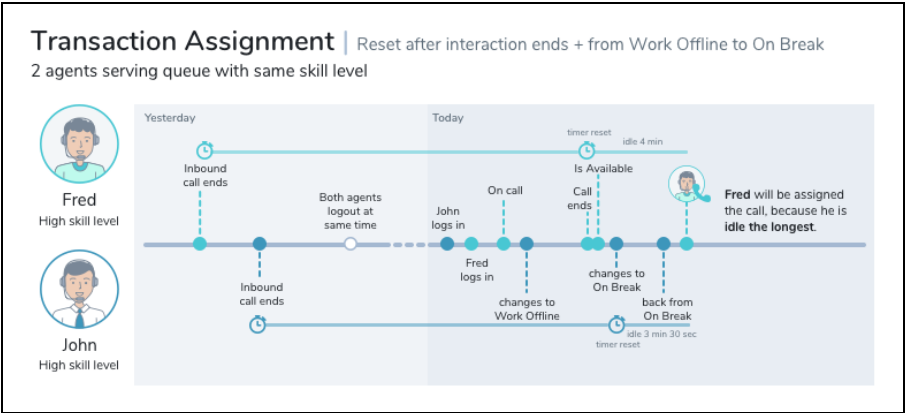 Transaction Assignment | Reset after interaction ends + from Work Offline to On Break
2 agents serving queue with same skill level
Yesterday
Today
timer reset
idle 4 min
Fred
High skill level
Inbound
call ends
Both agents
logout at
same time
John
logs in
Fred
logs in
On call
changes to
Work Offline
Call
ends
Is Available
changes to
On Break
back from
On Break
Fred will be assigned
the call, because he is
idle the longest.
John
High skill level
Inbound
call ends
idle 3 min 30 sec
timer reset